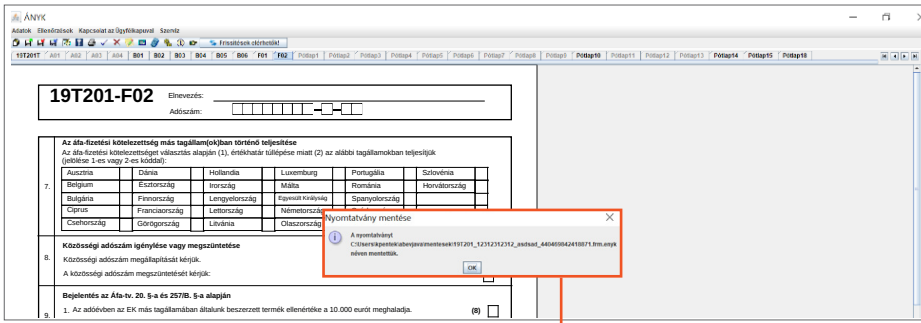 ÁNYK
Adatok Ellenőrzések Kapcsolat az Ügyfélkapuval Szerviz
Frissítések elérhetők!
19T201T A01 A02 A03 A04 B01 B02 B03 B04 B05 B06 F01 F02 Pótlap1 Pótlap2 Pótlap3 Pótlap4 Pótlap5 Pótlap6 Pótlap7 Pótlap8 Pótlap9 Pótlap10 Pótlap11 Pótlap12 Pótlap13 Pótlap14 Pótlap15 Pótlap18
19T201-F02
Elnevezés:
Adószám:
7.
Az áfa-fizetési kötelezettség más tagállam(ok)ban történő teljesítése
Az áfa-fizetési kötelezettséget választás alapján (1), értékhatár túllépése miatt (2) az alábbi tagállamokban teljesítjük
(jelölése 1-es vagy 2-es kóddal):
Ausztria Dánia Hollandia Luxemburg Portugália Szlovénia
Belgium Észtország Írország Málta Románia Horvátország
Bulgária Finnország Lengyelország Egyesült Királyság Spanyolország
Ciprus Franciaország Lettország Németország
Csehország Görögország Litvánia Olaszország
Nyomtatvány mentése
A nyomtatványt
C:\Users\kpentek\abevjava\mentesek\19T201_12312312312_asdsad_440469842418871.frm.enyk
néven mentettük.
OK
8.
Közösségi adószám igénylése vagy megszüntetése
Közösségi adószám megállapítását kérjük.
A közösségi adószám megszüntetését kérjük:
9.
Bejelentés az Áfa-tv. 20. §-a és 257/B. §-a alapján
1. Az adóévben az EK más tagállamában általunk beszerzett termék ellenértéke a 10.000 eurót meghaladja. (8)